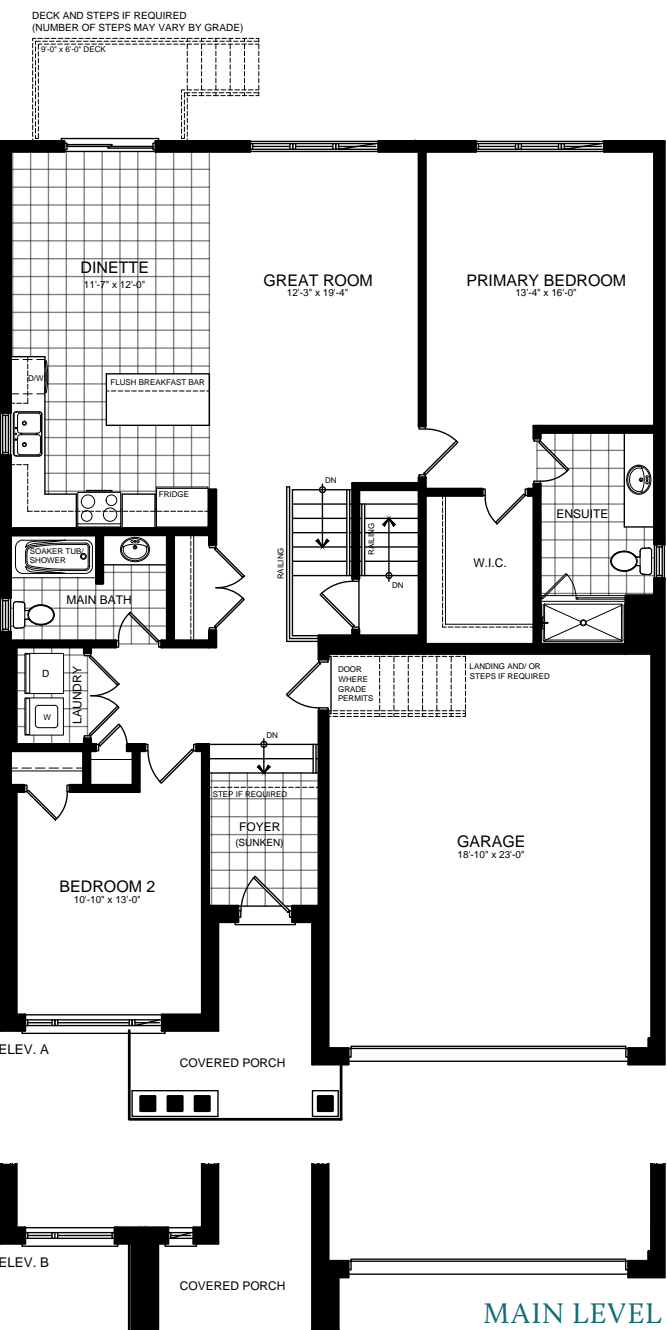 DECK AND STEPS IF REQUIRED
(NUMBER OF STEPS MAY VARY BY GRADE)
9'-0" x 6'-0" DECK
DINETTE
11'-7" x 12'-0"
GREAT ROOM
12'-3" x 19'-4"
PRIMARY BEDROOM
13'-4" x 16'-0"
D/W
FLUSH BREAKFAST BAR
FRIDGE
DN
RAILING
RAILING
DN
ENSUITE
W.I.C.
SOAKER TUB/
SHOWER
MAIN BATH
D
W
LAUNDRY
DOOR
WHERE
GRADE
PERMITS
LANDING AND/ OR
STEPS IF REQUIRED
DN
STEP IF REQUIRED
FOYER
(SUNKEN)
GARAGE
18'-10" x 23'-0"
BEDROOM 2
10'-10" x 13'-0"
ELEV. A
COVERED PORCH
ELEV. B
COVERED PORCH
MAIN LEVEL